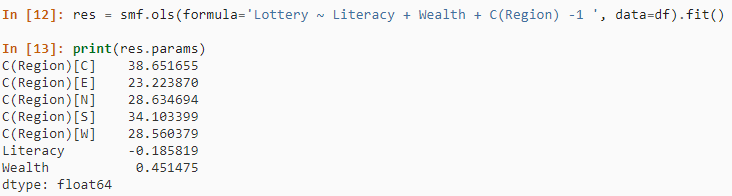 In [12]: res = smf.ols(formula='Lottery ~ Literacy + Wealth + C(Region) -1 ', data=df).fit()
In [13]: print(res.params)
C(Region)[C]    38.651655
C(Region)[E]    23.223870
C(Region)[N]    28.634694
C(Region)[S]    34.103399
C(Region)[W]    28.560379
Literacy        -0.185819
Wealth           0.451475
dtype: float64